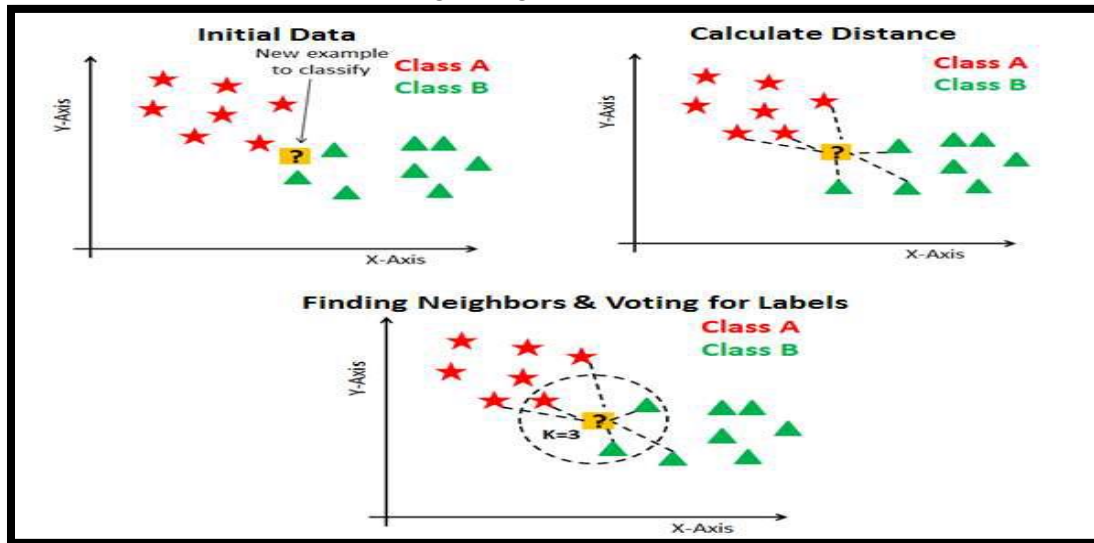 Initial Data
New example
to classify
Class A
Class B
Y-Axis
?
X-Axis
Calculate Distance
Class A
Class B
Y-Axis
?
X-Axis
Finding Neighbors & Voting for Labels
Class A
Class B
Y-Axis
?
K=3
X-Axis